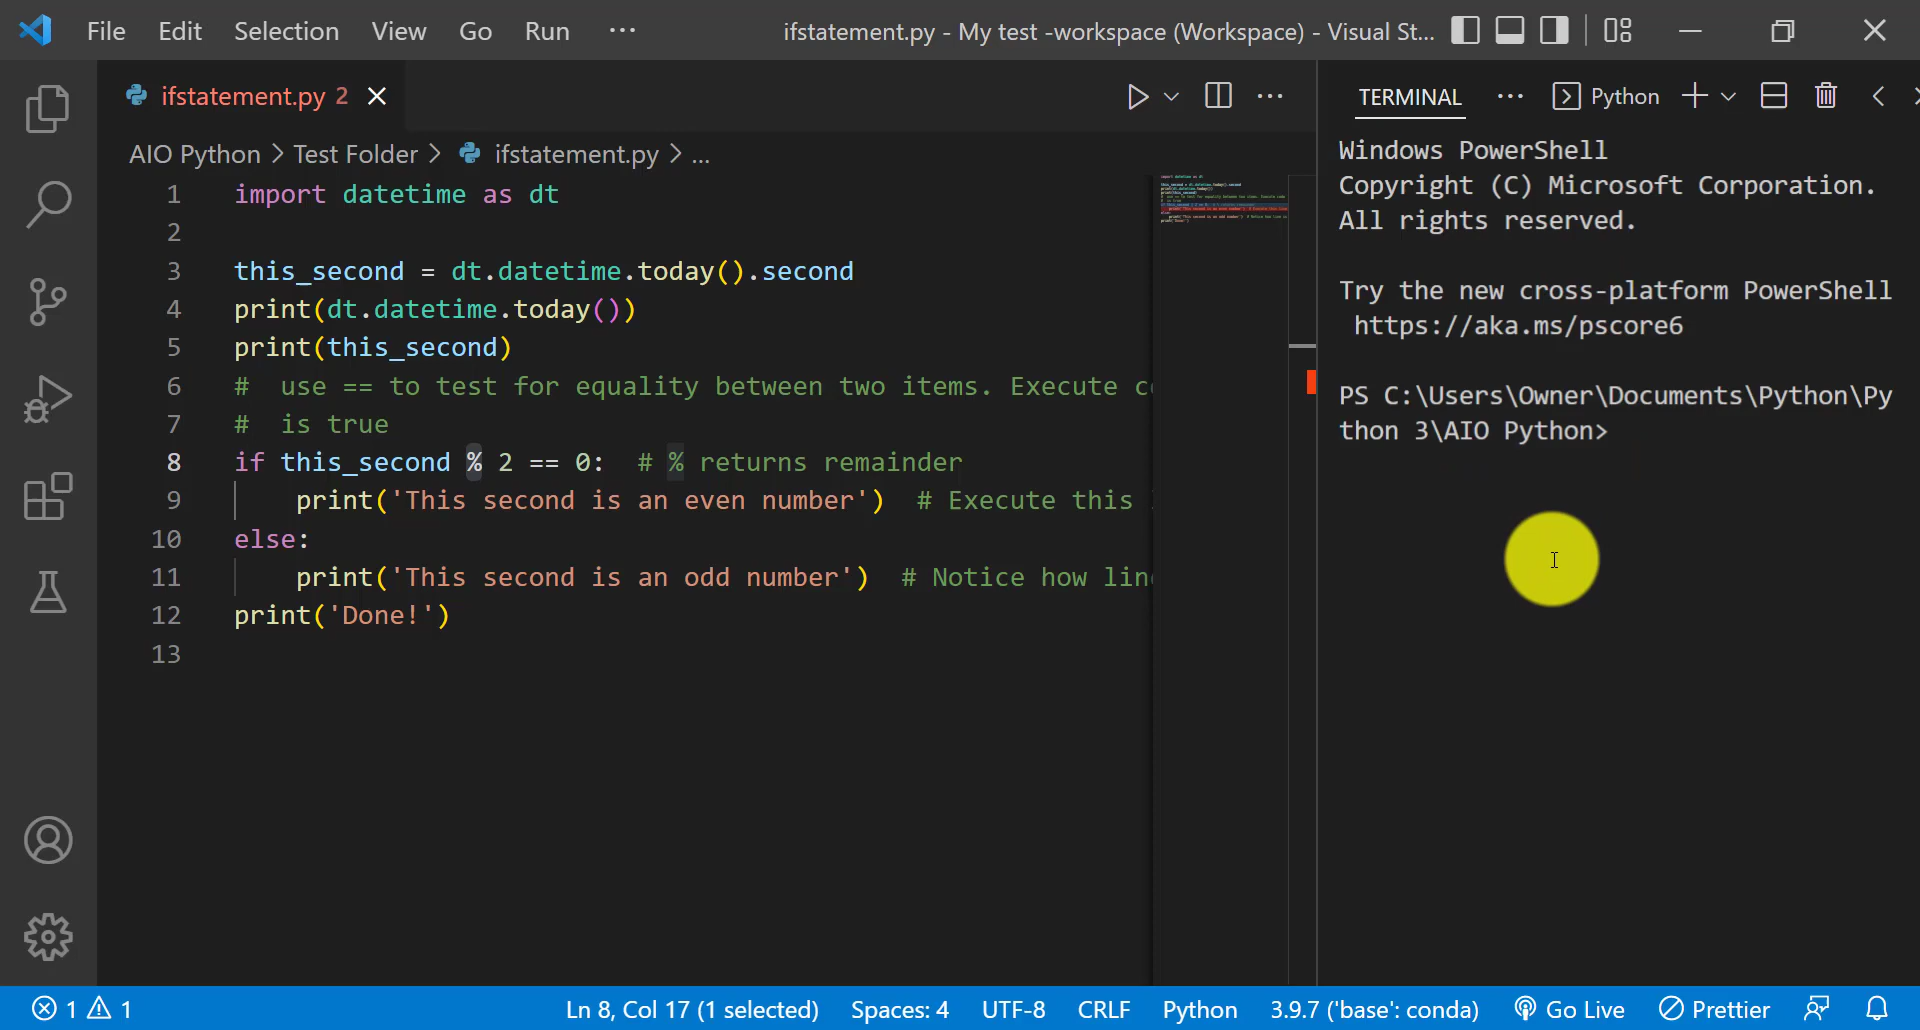 File Edit Selection View Go Run ··· ifstatement.py - My test -workspace (Workspace) - Visual St...
ifstatement.py 2
AIO Python > Test Folder > ifstatement.py > ...
1 import datetime as dt
2
3 this_second = dt.datetime.today().second
4 print(dt.datetime.today())
5 print(this_second)
6 #  use == to test for equality between two items. Execute
7 #  is true
8 if this_second % 2 == 0:  # % returns remainder
9     print('This second is an even number')  # Execute this
10 else:
11     print('This second is an odd number')  # Notice how
12 print('Done!')
13
TERMINAL ··· Python
Windows PowerShell
Copyright (C) Microsoft Corporation.
All rights reserved.
Try the new cross-platform PowerShell
https://aka.ms/pscore6
PS C:\Users\Owner\Documents\Python\Py
thon 3\AIO Python>
1 1 Ln 8, Col 17 (1 selected) Spaces: 4 UTF-8 CRLF Python 3.9.7 ('base': conda) Go Live Prettier